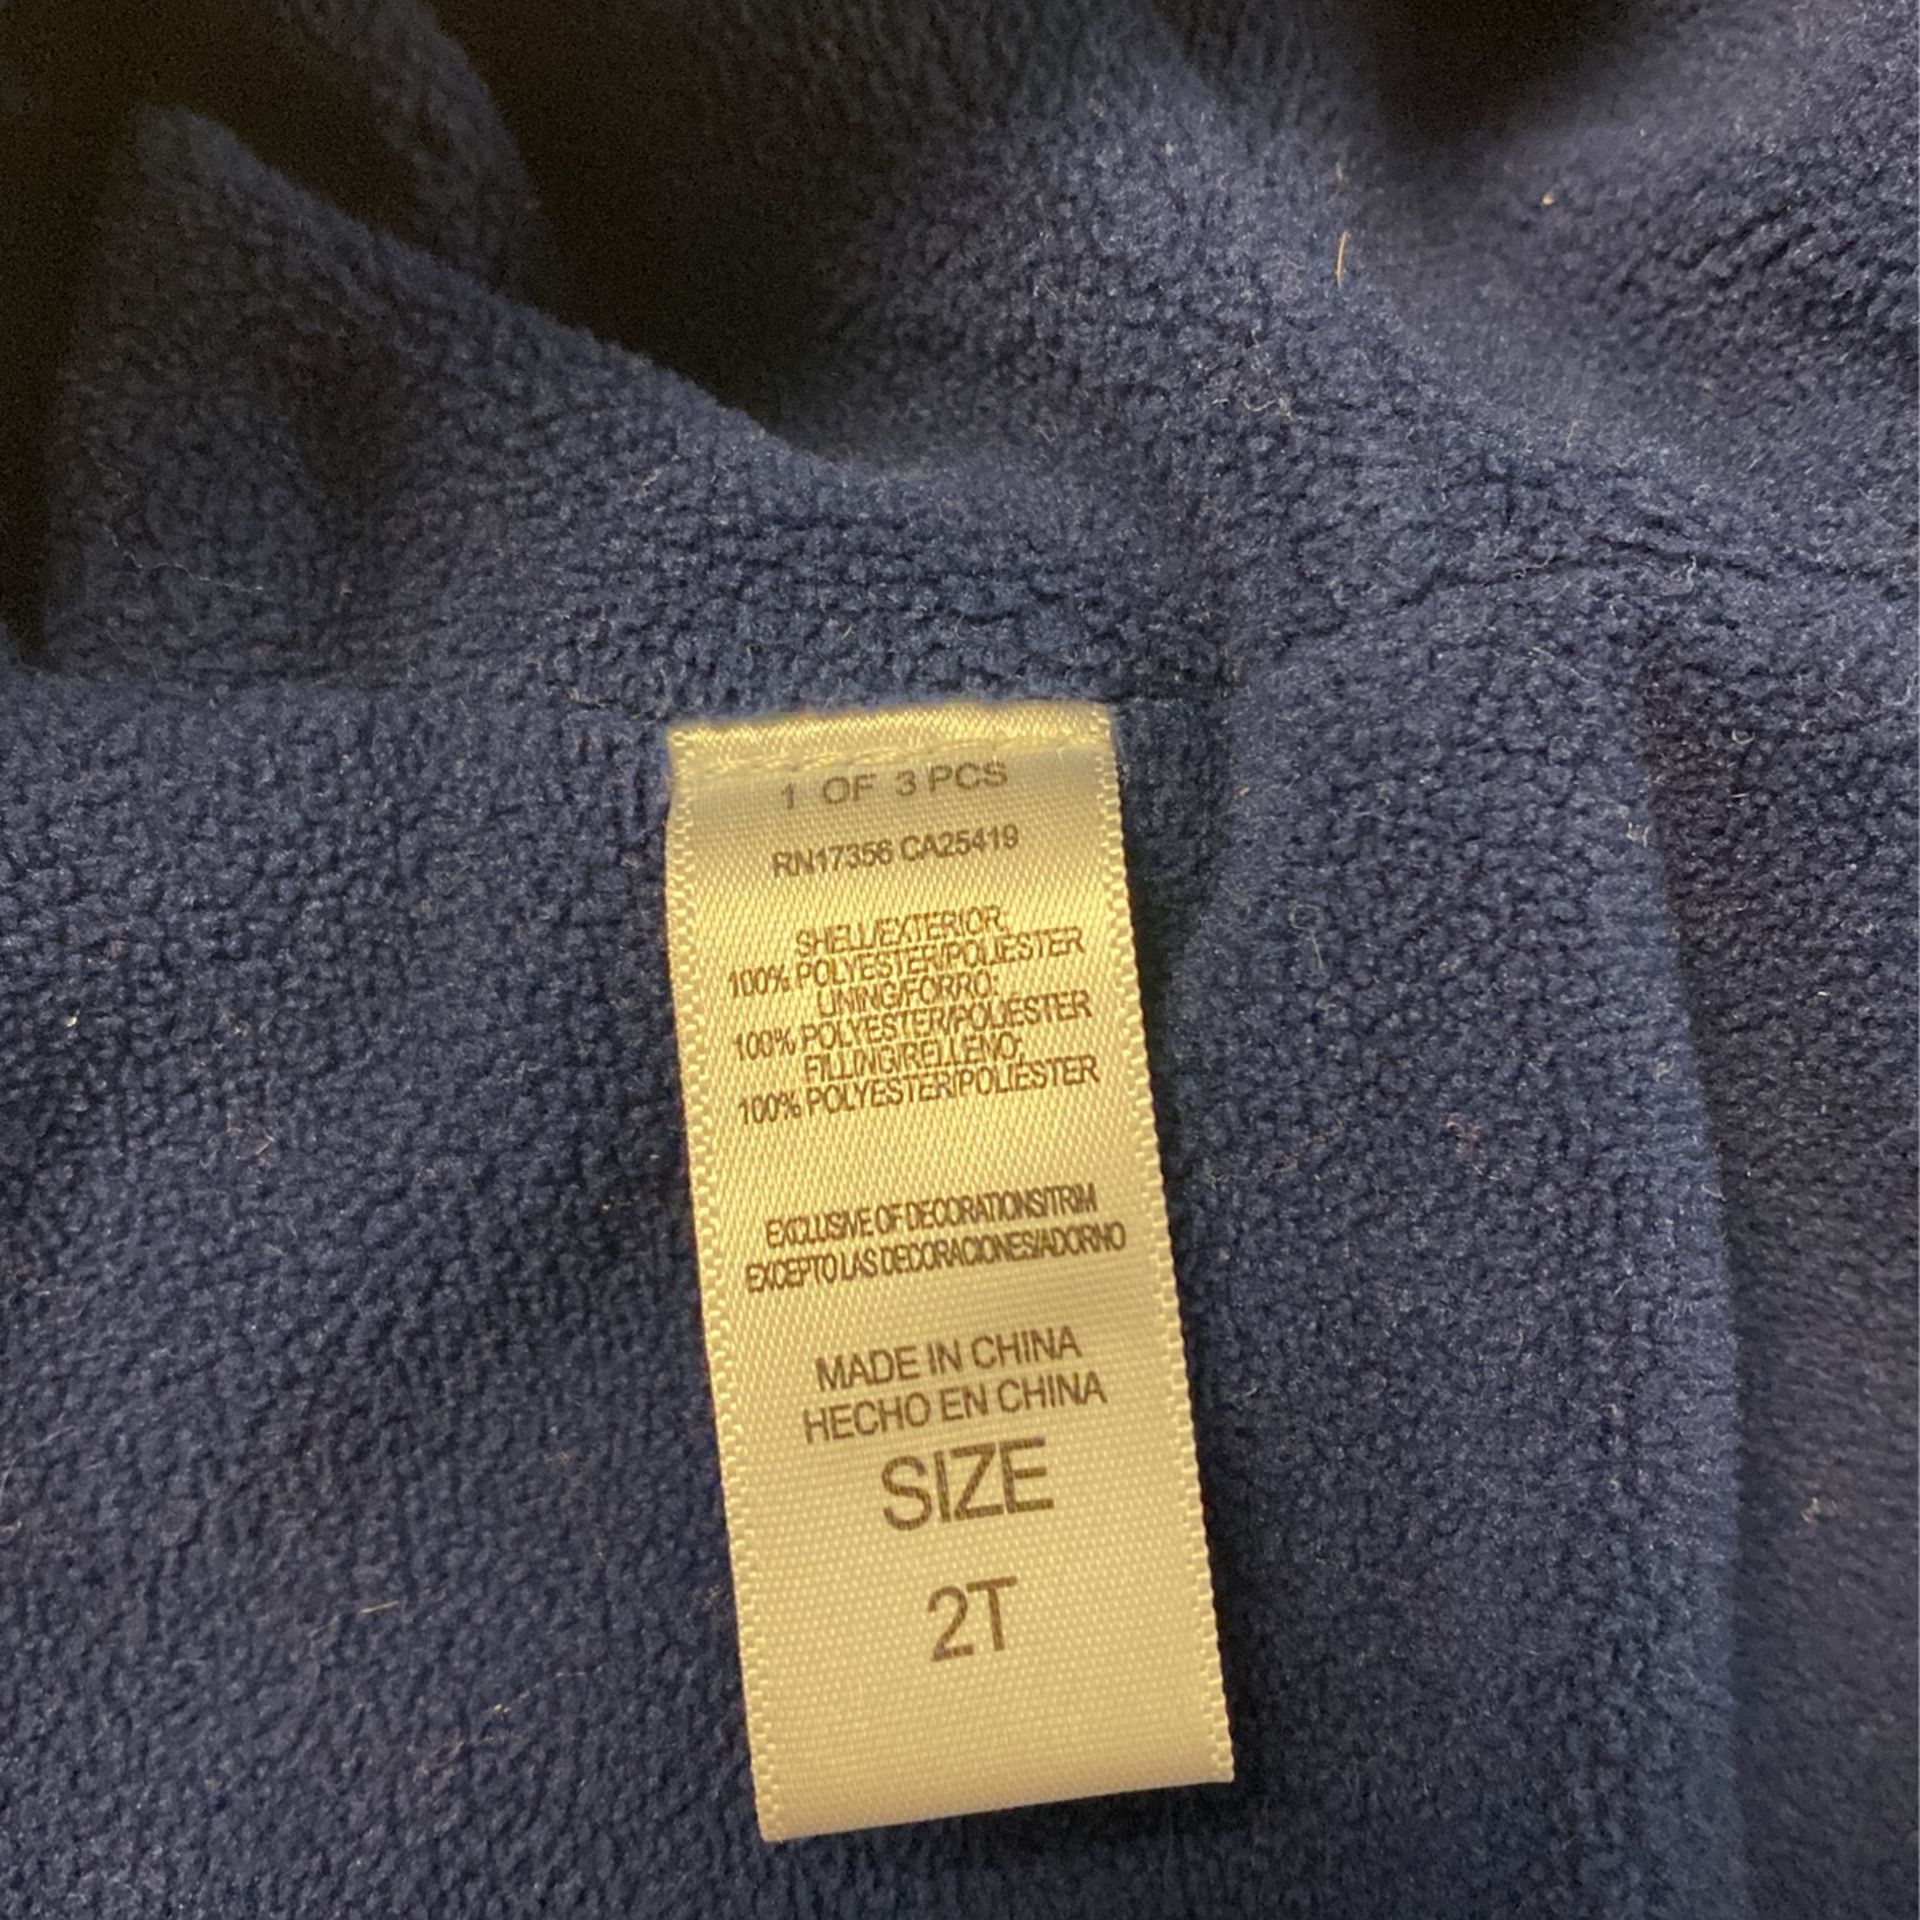 1 OF 3 PCS
RN17356 CA25419
SHELL/EXTERIOR:
100% POLYESTER/POLIESTER
LINING/FORRO:
100% POLYESTER/POLIESTER
FILLING/RELLENO:
100% POLYESTER/POLIESTER
EXCLUSIVE OF DECORATIONS/TRIM
EXCEPTO LAS DECORACIONES/ADORNO
MADE IN CHINA
HECHO EN CHINA
SIZE
2T